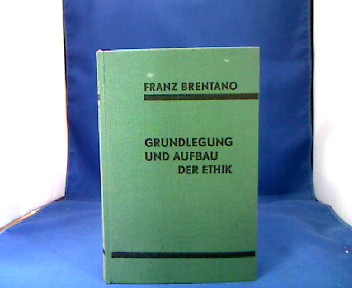 FRANZ BRENTANO
GRUNDLEGUNG
UND AUFBAU
DER ETHIK